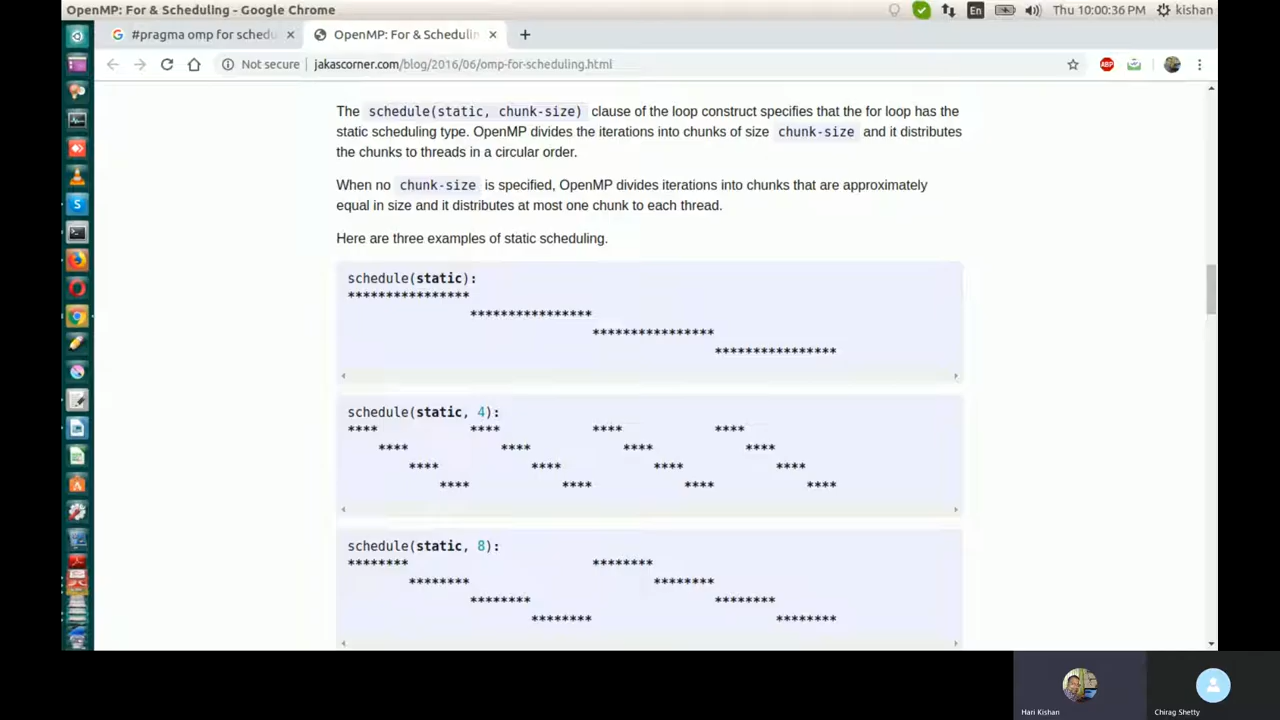 OpenMP: For & Scheduling - Google Chrome
En
Thu 10:00:36 PM
kishan
#pragma omp for schedu
OpenMP: For & Schedulin
Not secure
jakascorner.com/blog/2016/06/omp-for-scheduling.html
ABP
The schedule(static, chunk-size) clause of the loop construct specifies that the for loop has the
static scheduling type. OpenMP divides the iterations into chunks of size chunk-size and it distributes
the chunks to threads in a circular order.
When no chunk-size is specified, OpenMP divides iterations into chunks that are approximately
equal in size and it distributes at most one chunk to each thread.
Here are three examples of static scheduling.
schedule(static):
****************
                ****************
                                ****************
                                                ****************
schedule(static, 4):
****            ****            ****            ****
    ****            ****            ****            ****
        ****            ****            ****            ****
            ****            ****            ****            ****
schedule(static, 8):
********                        ********
        ********                        ********
                ********                        ********
                        ********                        ********
Hari Kishan
Chirag Shetty